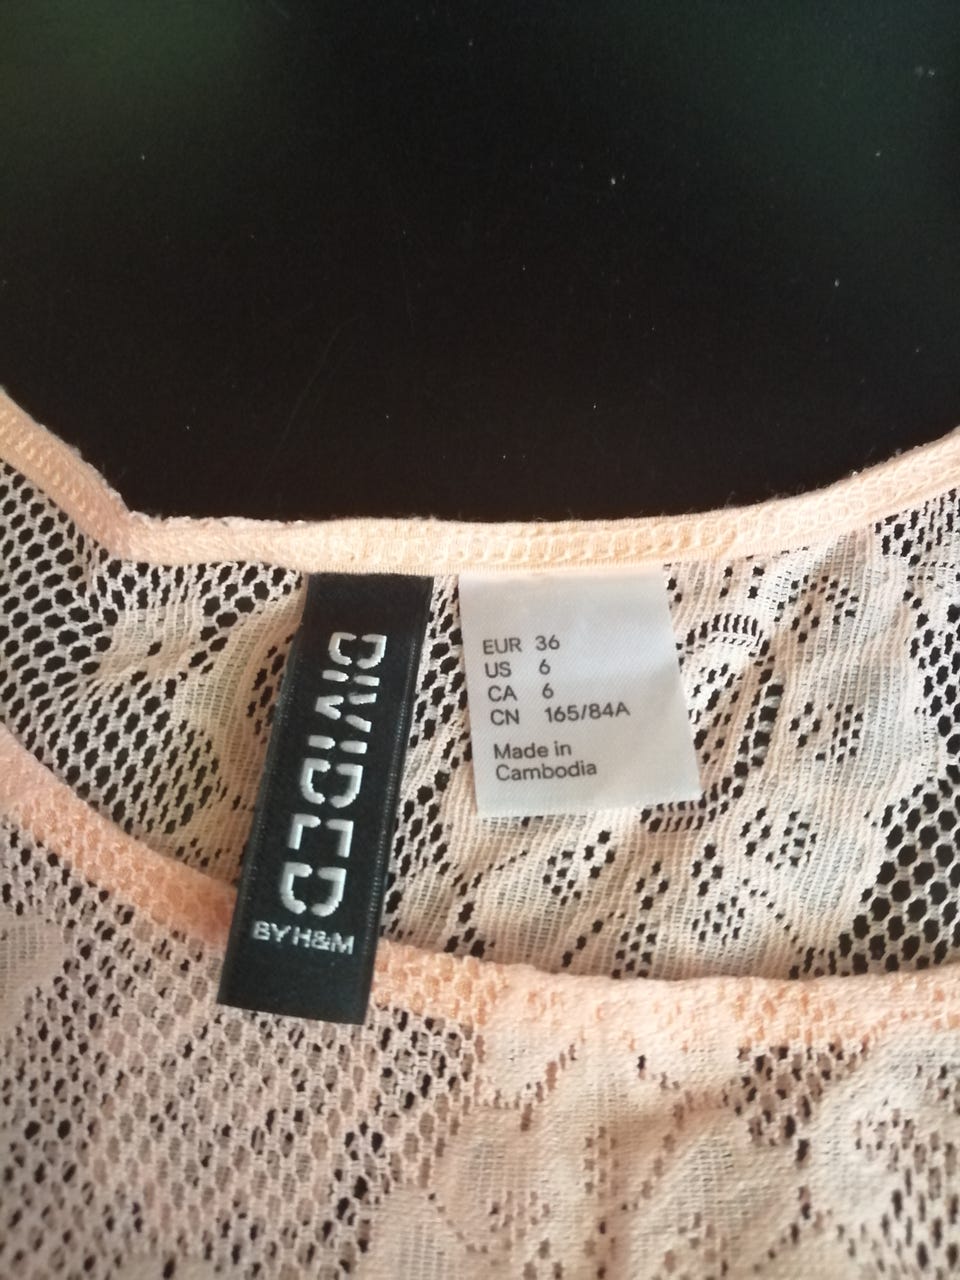 DIVIDED
BY H&M
EUR 36
US 6
CA 6
CN 165/84A
Made in
Cambodia